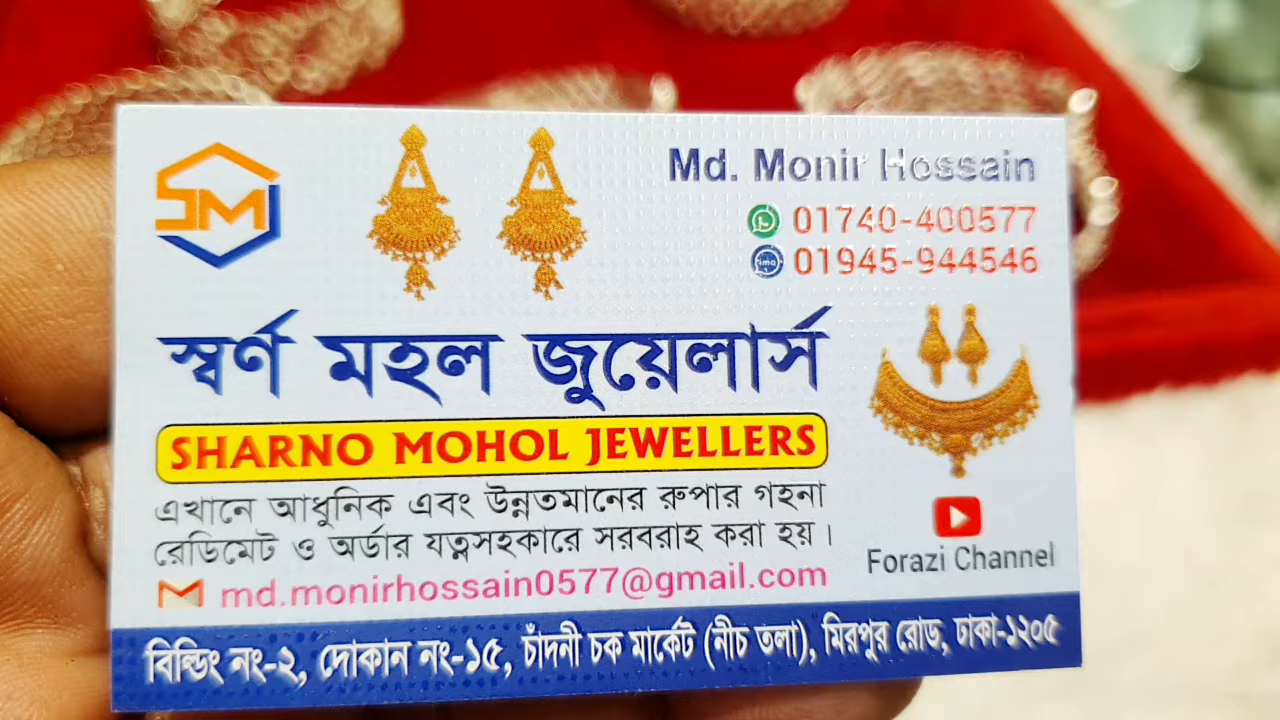 SM
Md. Monir Hossain
01740-400577
imo 01945-944546
স্বর্ণ মহল জুয়েলার্স
SHARNO MOHOL JEWELLERS
এখানে আধুনিক এবং উন্নতমানের রুপার গহনা
রেডিমেট ও অর্ডার যত্নসহকারে সরবরাহ করা হয়।
Forazi Channel
md.monirhossain0577@gmail.com
বিল্ডিং নং-২, দোকান নং-১৫, চাঁদনী চক মার্কেট (নীচ তলা), মিরপুর রোড, ঢাকা-১২০৫